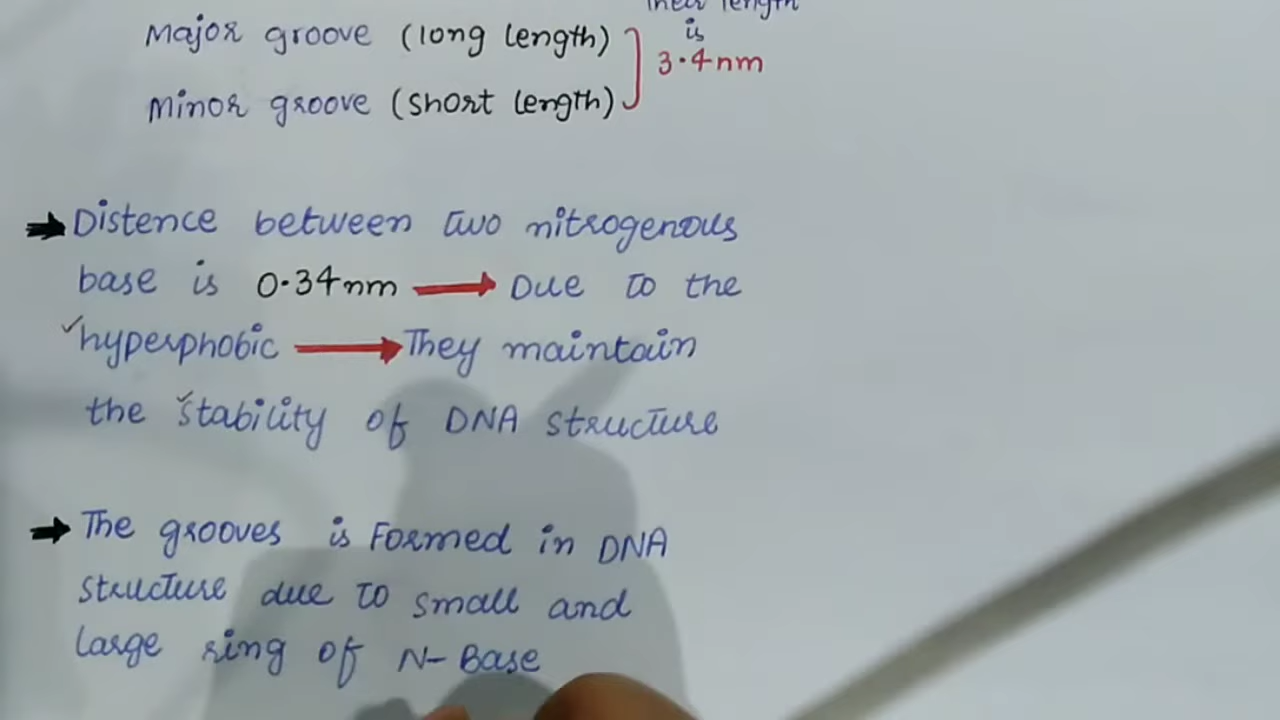 Their length
Major groove (long length)
is
3.4nm
Minor groove (short length)
Distence between two nitrogenous
base is 0.34nm → Due to the
hyperphobic → They maintain
the stability of DNA structure
The grooves is Formed in DNA
structure due to small and
large ring of N-Base